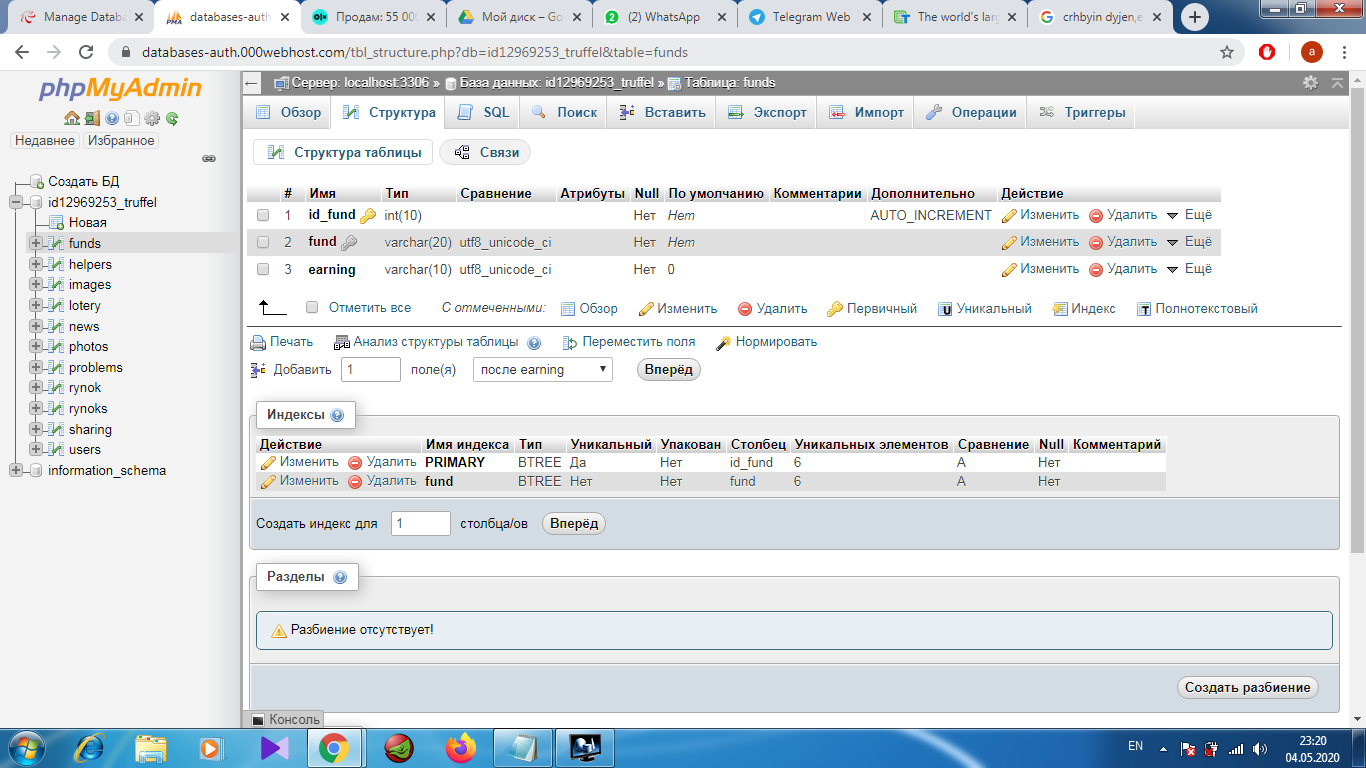 Manage Databa
databases-auth
Продам: 55 000
Мой диск – Go
(2) WhatsApp
Telegram Web
The world's larg
crhbyin dyjen,e
databases-auth.000webhost.com/tbl_structure.php?db=id12969253_truffel&table=funds
a
phpMyAdmin
Недавнее Избранное
Создать БД
id12969253_truffel
Новая
funds
helpers
images
lotery
news
photos
problems
rynok
rynoks
sharing
users
information_schema
Сервер: localhost:3306 » База данных: id12969253_truffel » Таблица: funds
Обзор Структура SQL Поиск Вставить Экспорт Импорт Операции Триггеры
Структура таблицы Связи
# Имя Тип Сравнение Атрибуты Null По умолчанию Комментарии Дополнительно Действие
1 id_fund int(10) Нет Нет AUTO_INCREMENT Изменить Удалить Ещё
2 fund varchar(20) utf8_unicode_ci Нет Нет Изменить Удалить Ещё
3 earning varchar(10) utf8_unicode_ci Нет 0 Изменить Удалить Ещё
Отметить все С отмеченными: Обзор Изменить Удалить Первичный Уникальный Индекс Полнотекстовый
Печать Анализ структуры таблицы Переместить поля Нормировать
Добавить 1 поле(я) после earning Вперёд
Индексы
Действие Имя индекса Тип Уникальный Упакован Столбец Уникальных элементов Сравнение Null Комментарий
Изменить Удалить PRIMARY BTREE Да Нет id_fund 6 A Нет
Изменить Удалить fund BTREE Нет Нет fund 6 A Нет
Создать индекс для 1 столбца/ов Вперёд
Разделы
Разбиение отсутствует!
Создать разбиение
Консоль
EN
23:20
04.05.2020